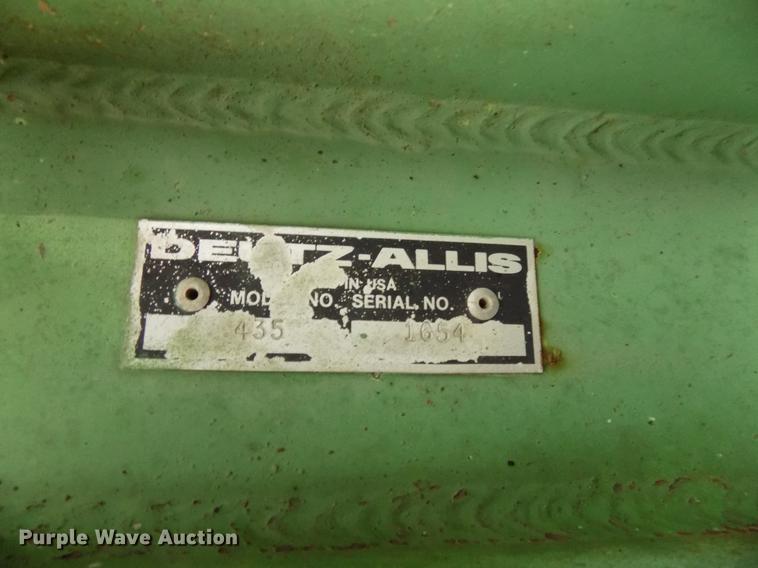 DEUTZ-ALLIS
IN USA
MODEL NO. SERIAL NO.
435 1654
Purple Wave Auction